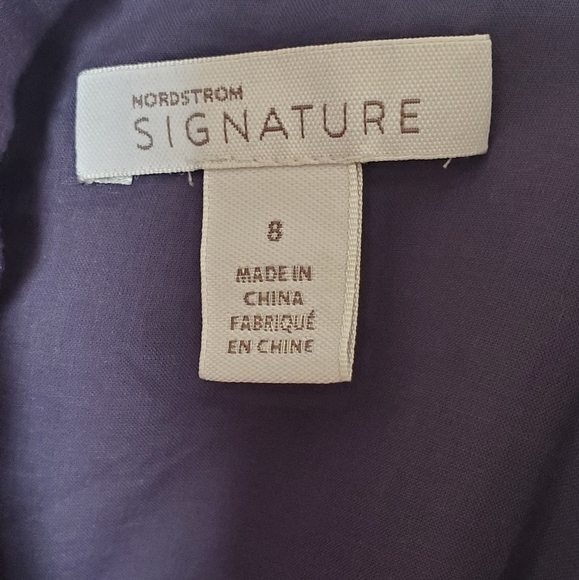 NORDSTROM
SIGNATURE
8
MADE IN
CHINA
FABRIQUÉ
EN CHINE